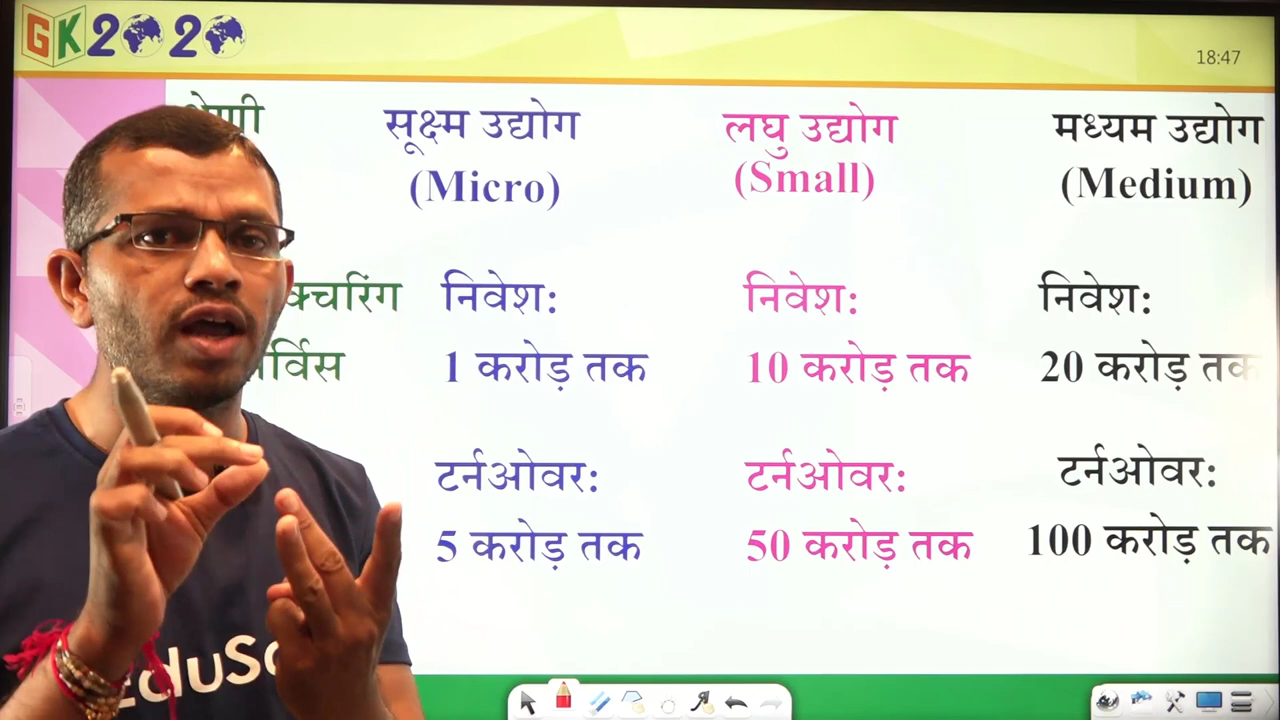 GK2020
18:47
सूक्ष्म उद्योग
(Micro)
लघु उद्योग
(Small)
मध्यम उद्योग
(Medium)
निवेश:
1 करोड़ तक
निवेश:
10 करोड़ तक
निवेश:
20 करोड़ तक
टर्नओवर:
5 करोड़ तक
टर्नओवर:
50 करोड़ तक
टर्नओवर:
100 करोड़ तक